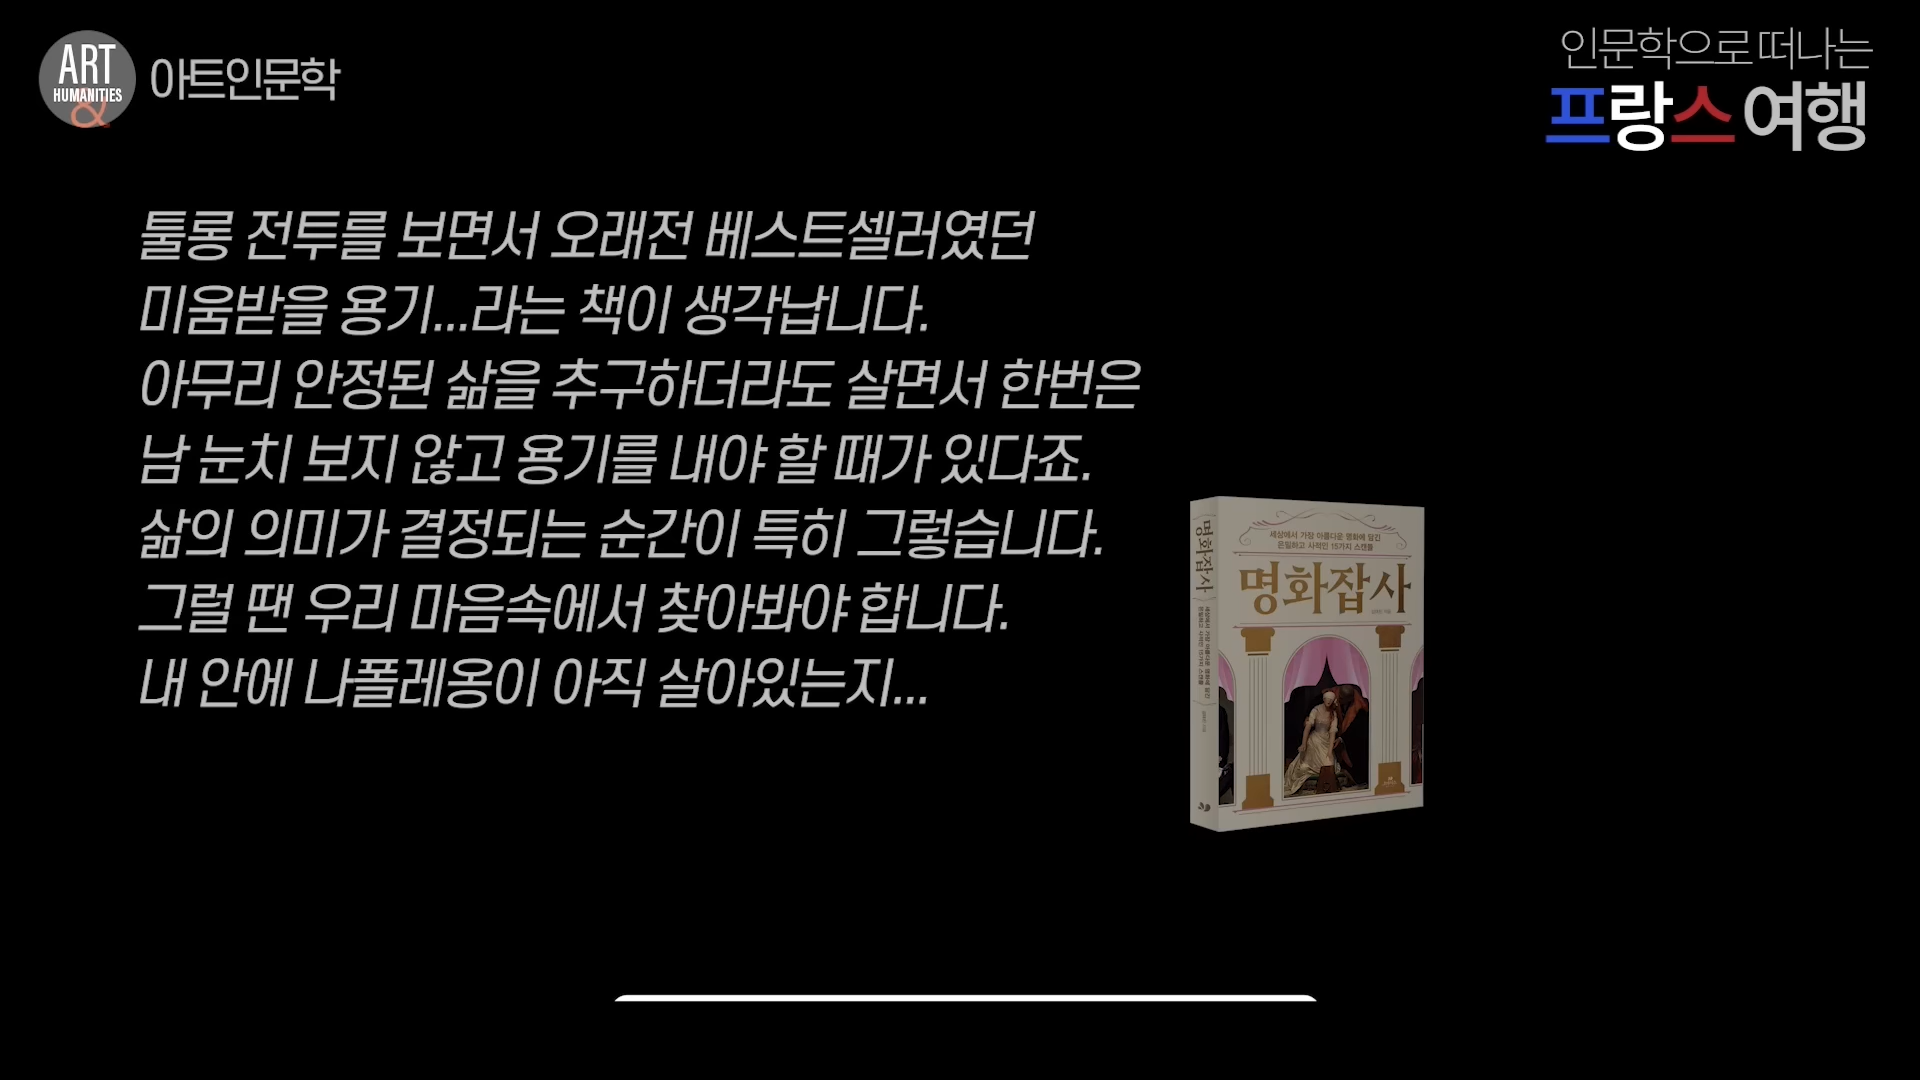 ART
HUMANITIES
&
아트인문학
인문학으로 떠나는
프랑스 여행
툴롱 전투를 보면서 오래전 베스트셀러였던
미움받을 용기...라는 책이 생각납니다.
아무리 안정된 삶을 추구하더라도 살면서 한번은
남 눈치 보지 않고 용기를 내야 할 때가 있다죠.
삶의 의미가 결정되는 순간이 특히 그렇습니다.
그럴 땐 우리 마음속에서 찾아봐야 합니다.
내 안에 나폴레옹이 아직 살아있는지...
명화잡사
세상에서 가장 아름다운 명화에 담긴
은밀하고 사적인 15가지 스캔들
명화잡사